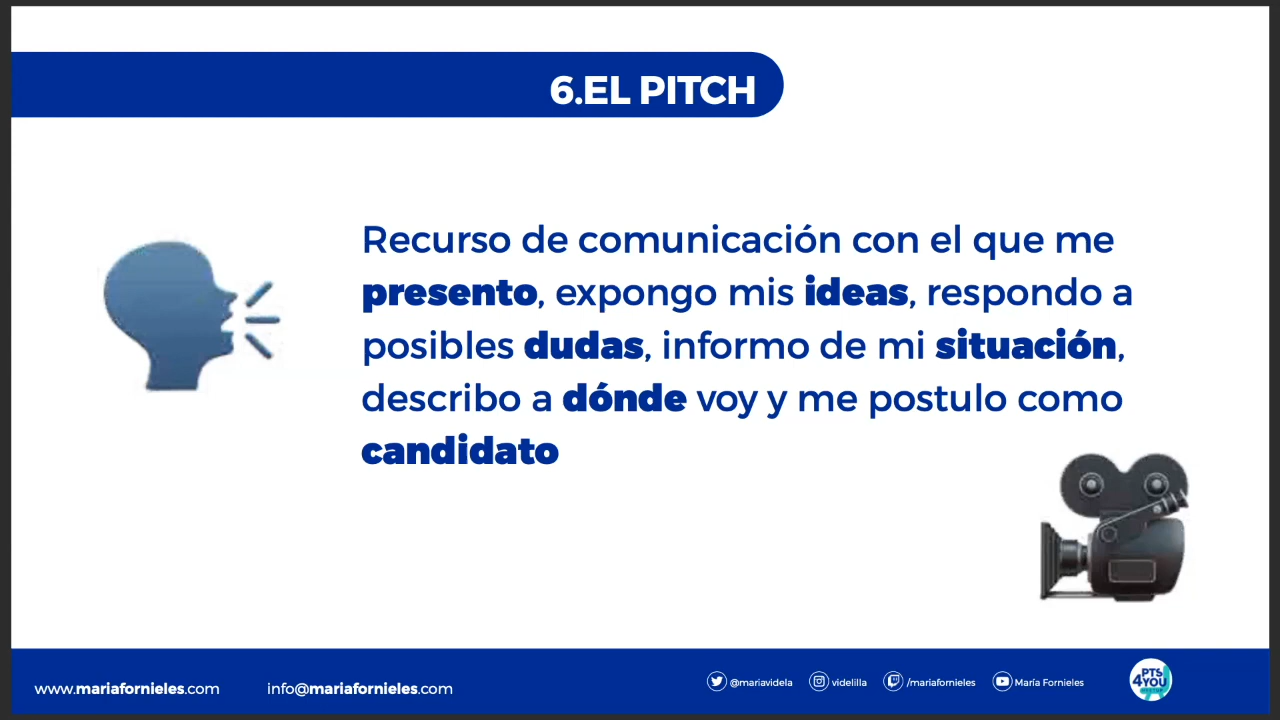 6.EL PITCH
Recurso de comunicación con el que me
presento, expongo mis ideas, respondo a
posibles dudas, informo de mi situación,
describo a dónde voy y me postulo como
candidato
www.mariafornieles.com info@mariafornieles.com @mariavidela videlilla /mariafornieles María Fornieles
PTS
4YOU